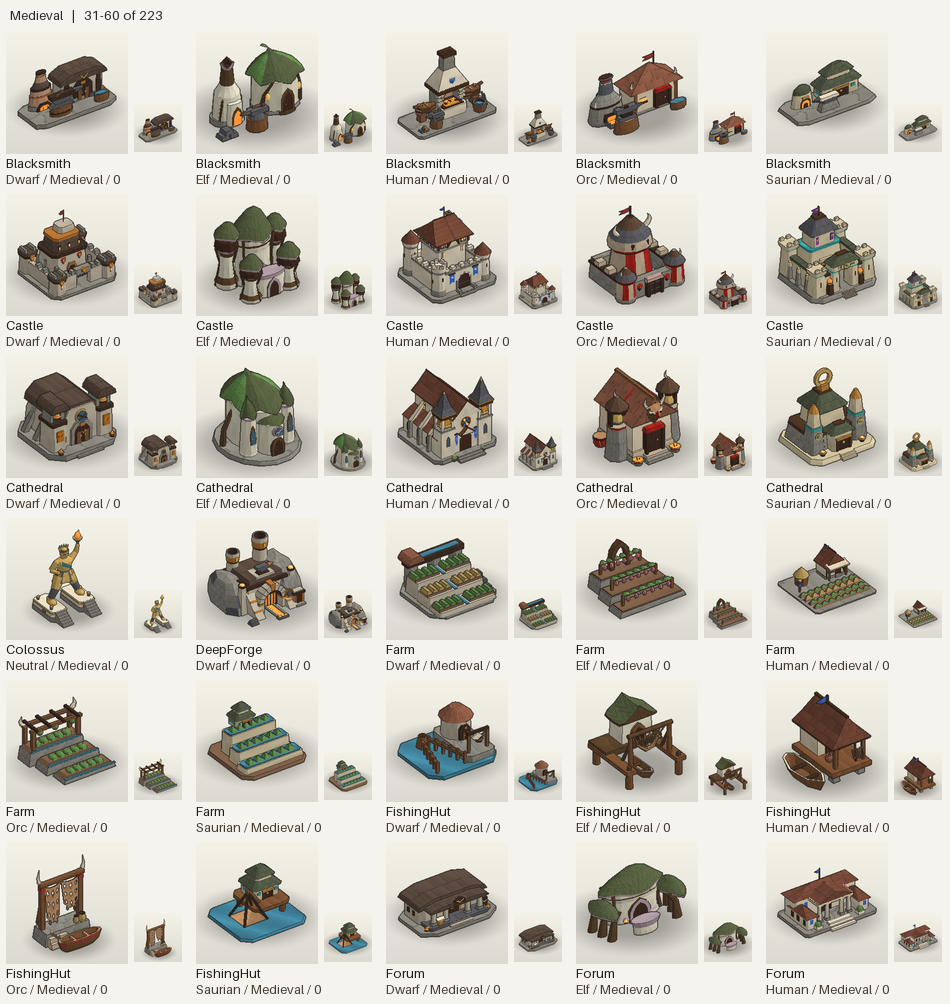 Medieval | 31-60 of 223
Blacksmith
Dwarf / Medieval / 0
Blacksmith
Elf / Medieval / 0
Blacksmith
Human / Medieval / 0
Blacksmith
Orc / Medieval / 0
Blacksmith
Saurian / Medieval / 0
Castle
Dwarf / Medieval / 0
Castle
Elf / Medieval / 0
Castle
Human / Medieval / 0
Castle
Orc / Medieval / 0
Castle
Saurian / Medieval / 0
Cathedral
Dwarf / Medieval / 0
Cathedral
Elf / Medieval / 0
Cathedral
Human / Medieval / 0
Cathedral
Orc / Medieval / 0
Cathedral
Saurian / Medieval / 0
Colossus
Neutral / Medieval / 0
DeepForge
Dwarf / Medieval / 0
Farm
Dwarf / Medieval / 0
Farm
Elf / Medieval / 0
Farm
Human / Medieval / 0
Farm
Orc / Medieval / 0
Farm
Saurian / Medieval / 0
FishingHut
Dwarf / Medieval / 0
FishingHut
Elf / Medieval / 0
FishingHut
Human / Medieval / 0
FishingHut
Orc / Medieval / 0
FishingHut
Saurian / Medieval / 0
Forum
Dwarf / Medieval / 0
Forum
Elf / Medieval / 0
Forum
Human / Medieval / 0